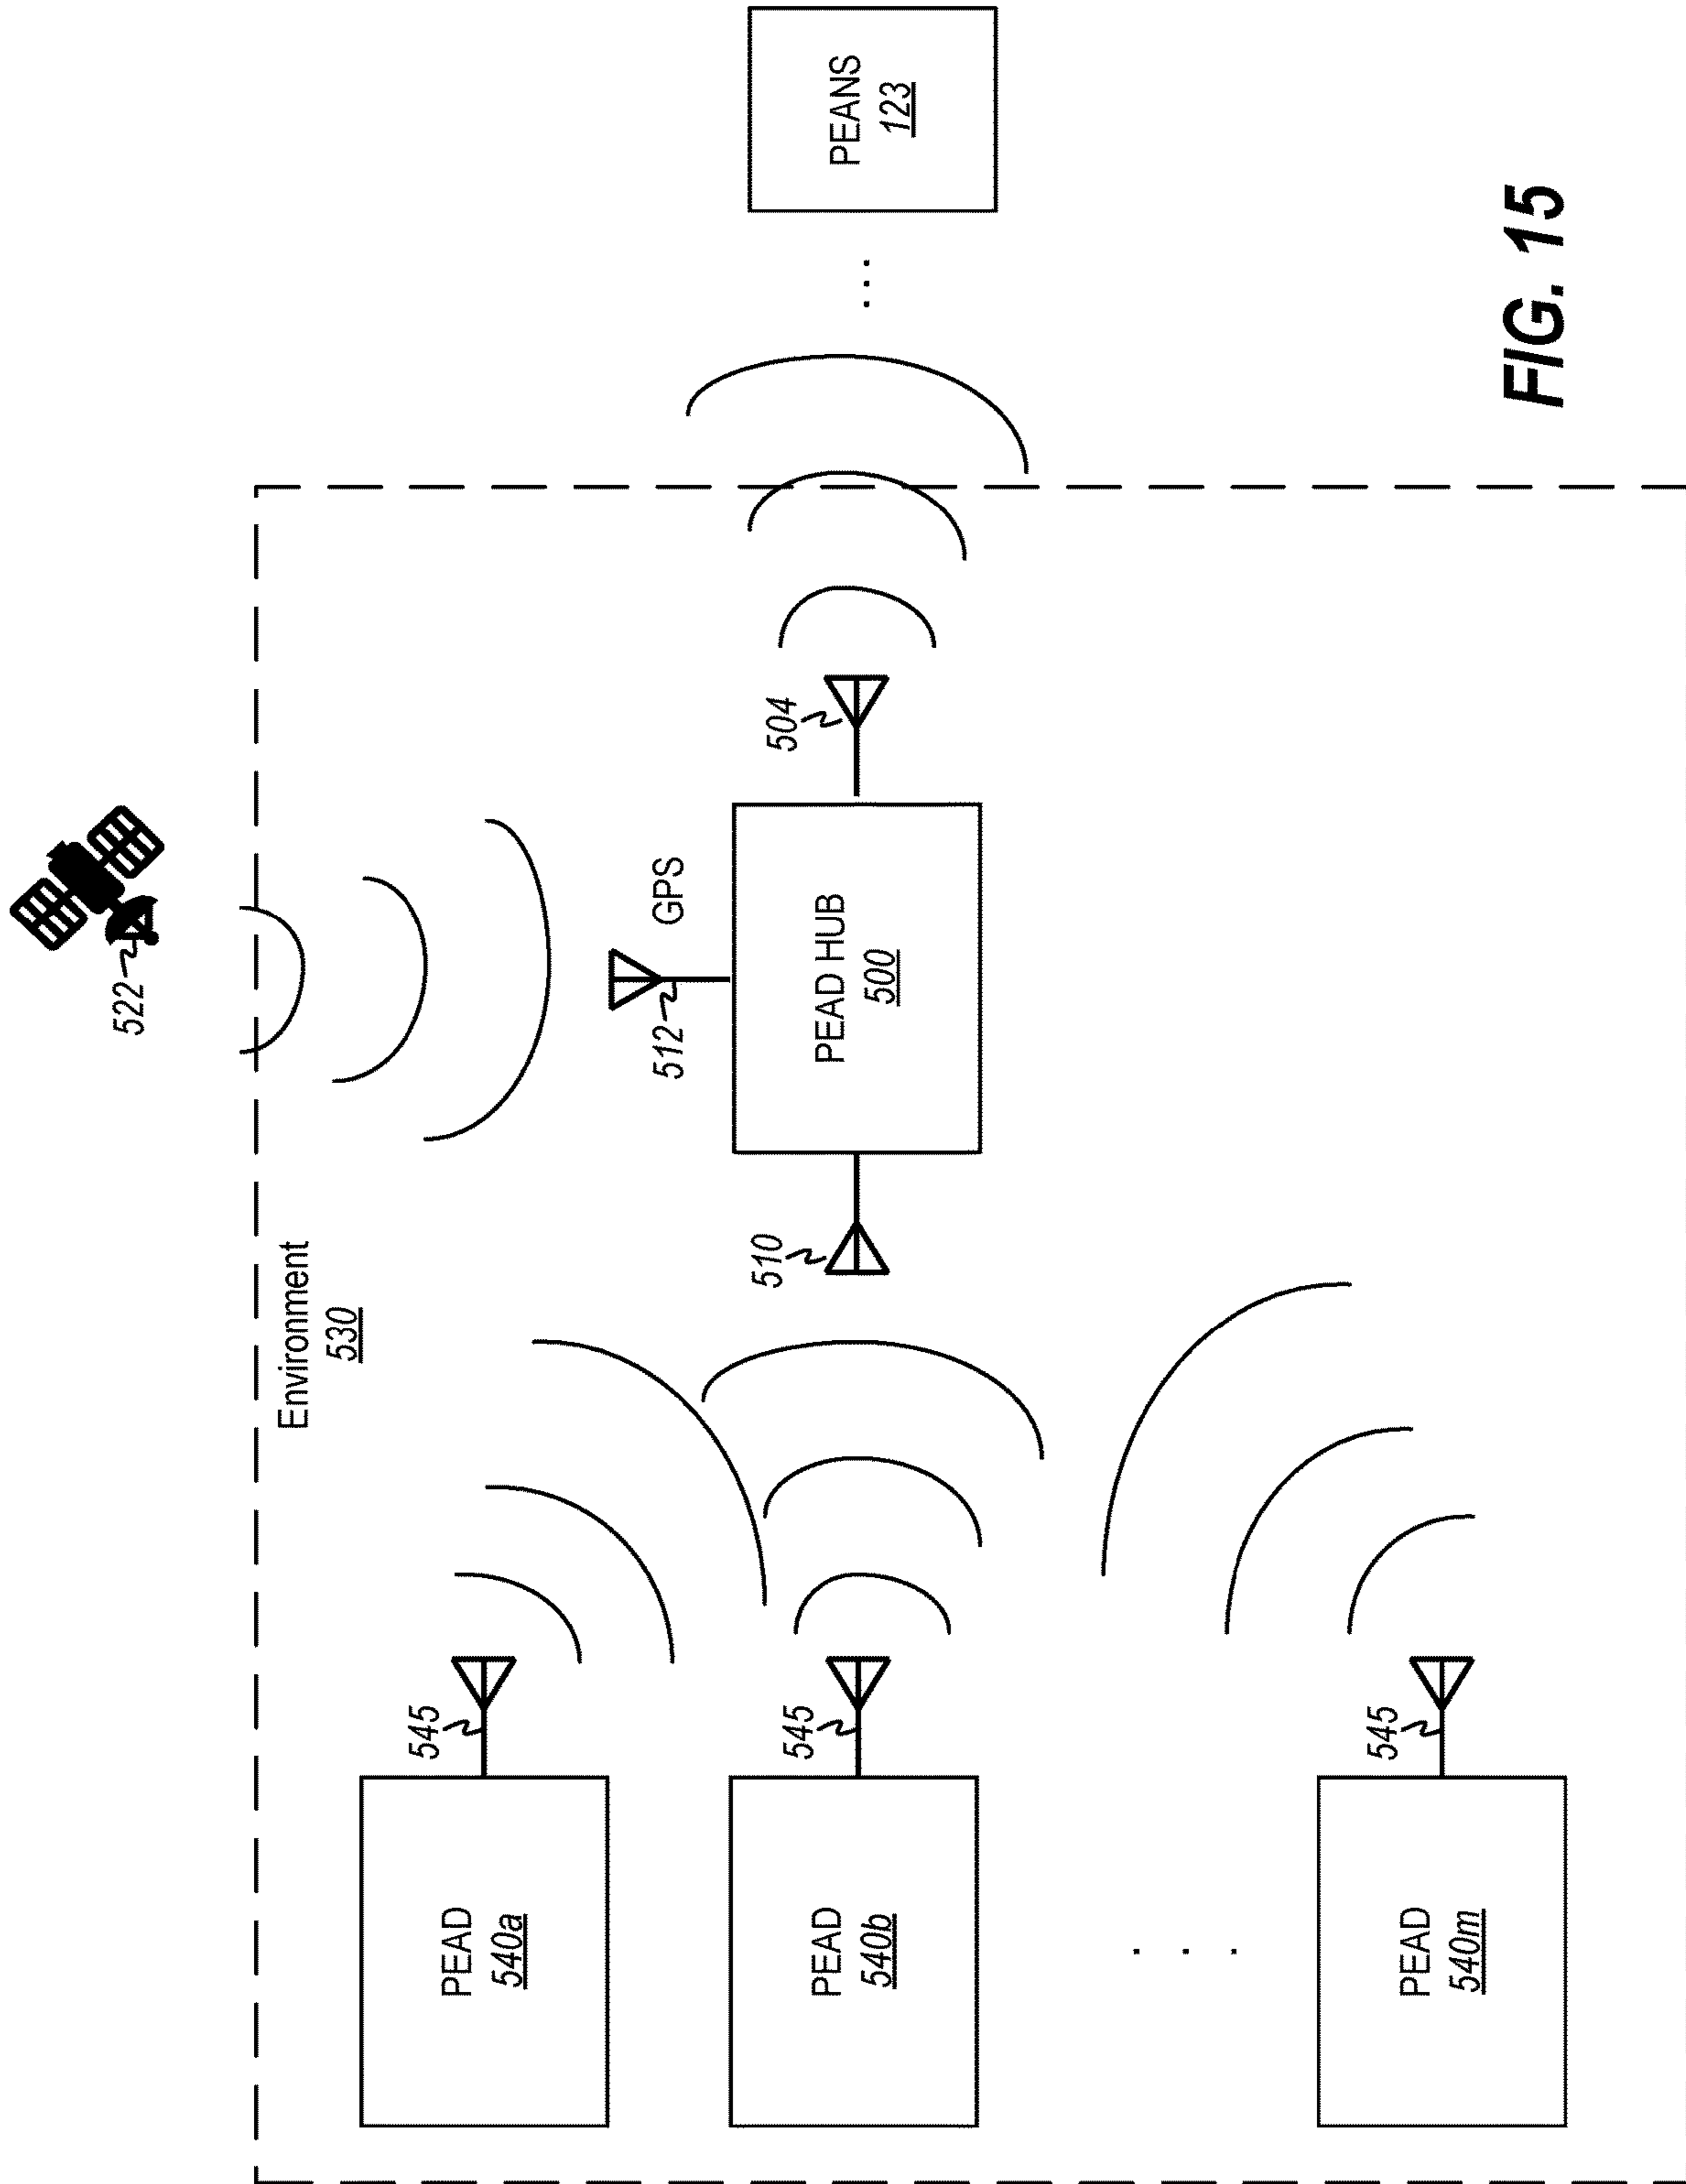 522
Environment
530
GPS
512
PEAD
540a
545
PEAD
540b
545
510
PEAD HUB
500
504
...
PEANS
123
. . .
PEAD
540m
545
FIG. 15